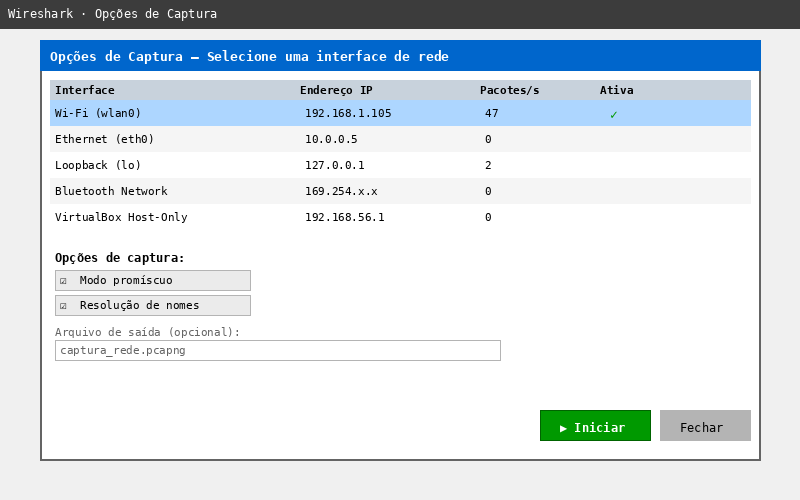 Wireshark · Opções de Captura
Opções de Captura — Selecione uma interface de rede
Interface Endereço IP Pacotes/s Ativa
Wi-Fi (wlan0) 192.168.1.105 47 ✓
Ethernet (eth0) 10.0.0.5 0
Loopback (lo) 127.0.0.1 2
Bluetooth Network 169.254.x.x 0
VirtualBox Host-Only 192.168.56.1 0
Opções de captura:
☑ Modo promíscuo
☑ Resolução de nomes
Arquivo de saída (opcional):
captura_rede.pcapng
▶ Iniciar Fechar